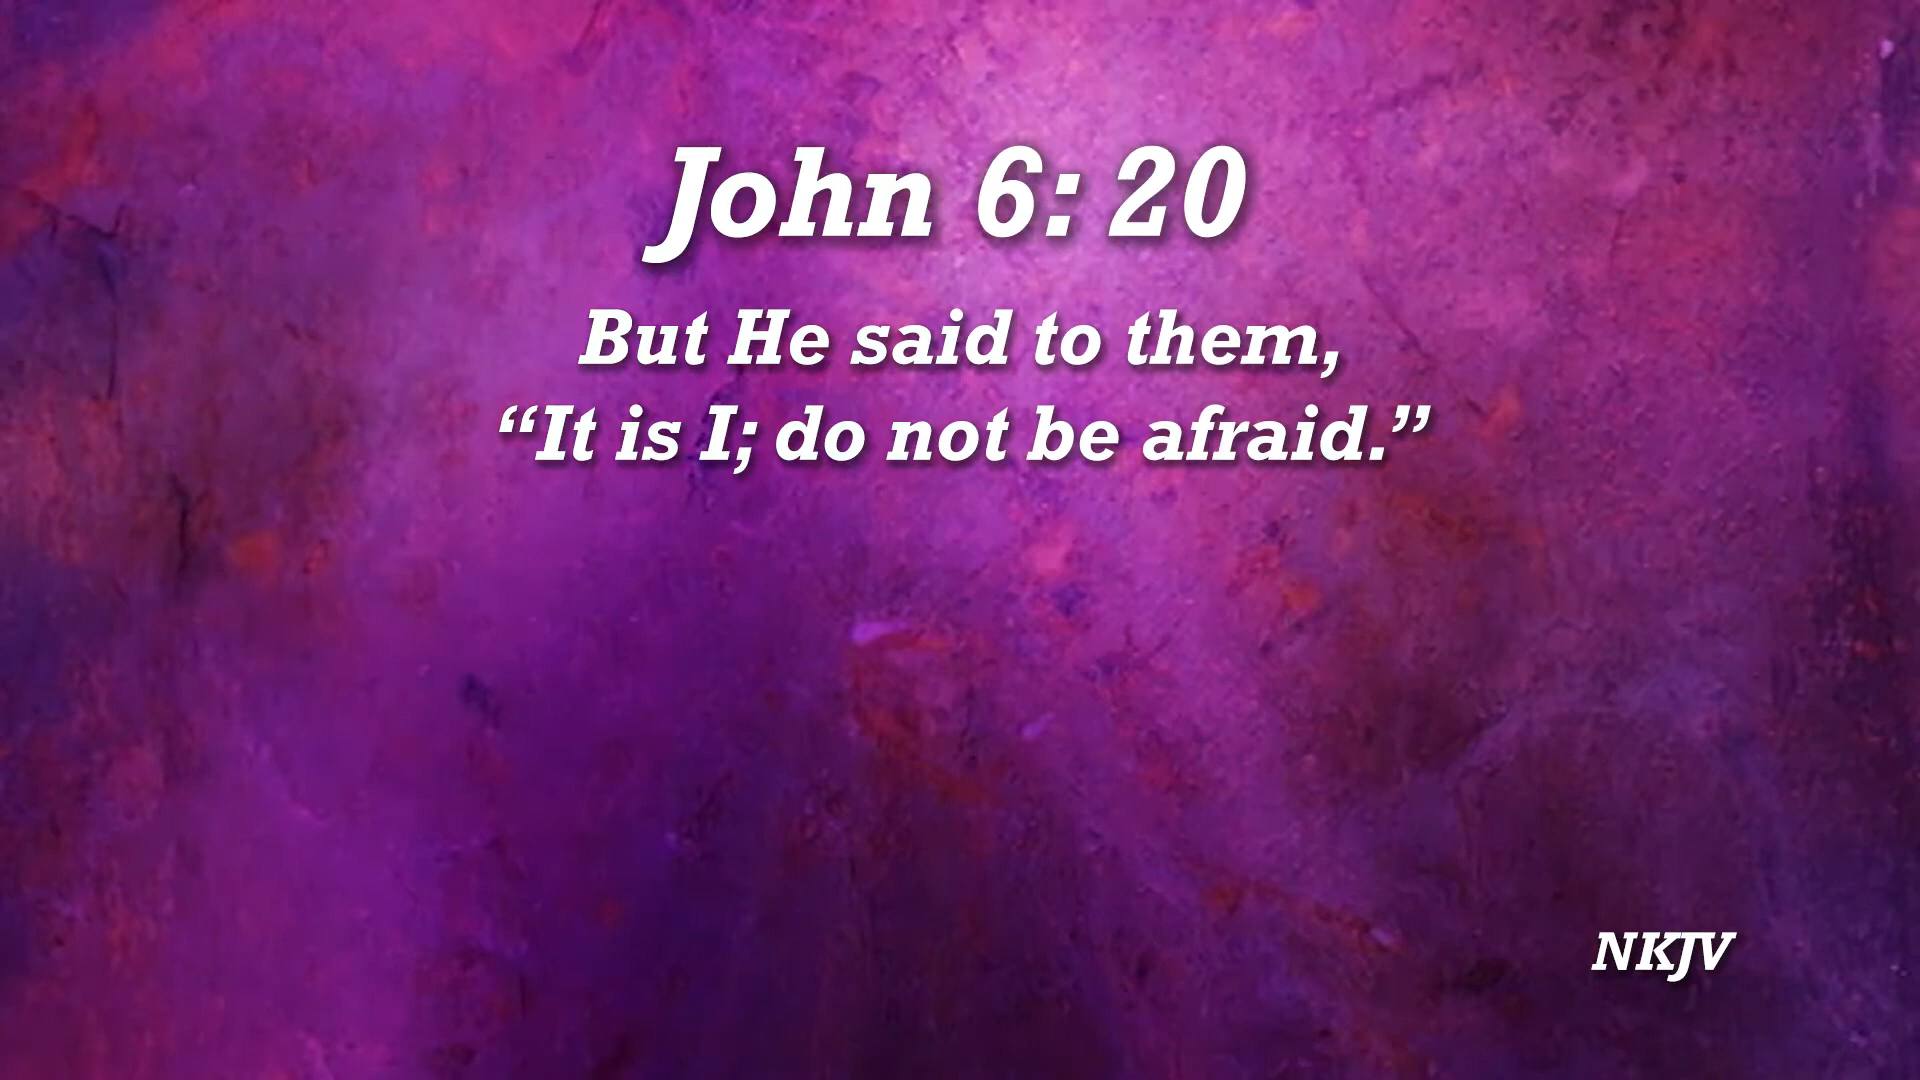 John 6: 20
But He said to them,
“It is I; do not be afraid.”
NKJV